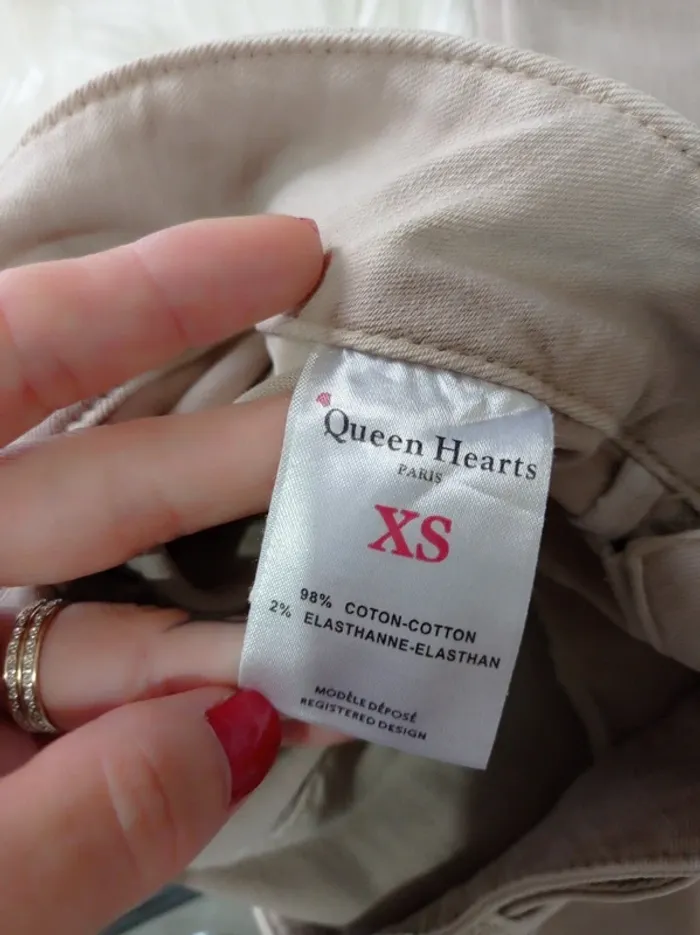 Queen Hearts
PARIS
XS
98% COTON-COTTON
2% ELASTHANNE-ELASTHAN
MODÈLE DÉPOSÉ
REGISTERED DESIGN